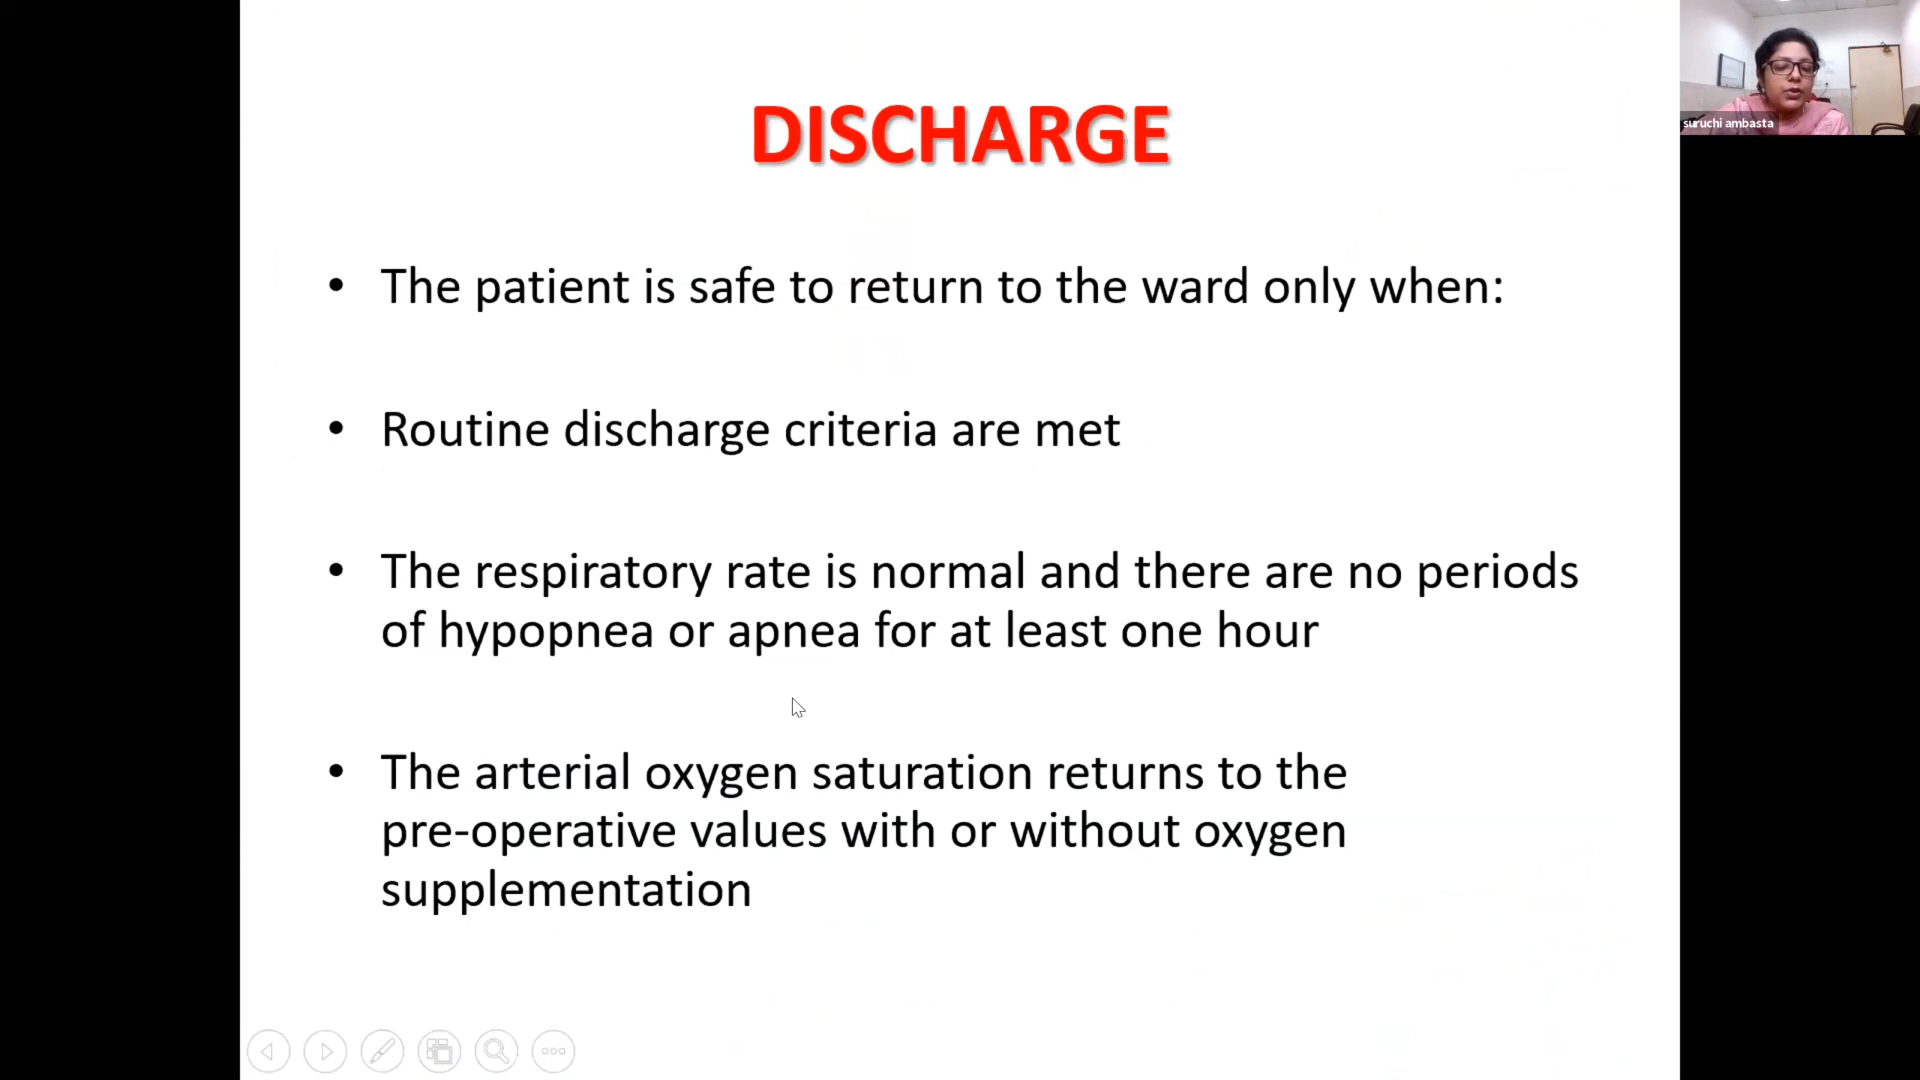 DISCHARGE
suruchi ambasta
• The patient is safe to return to the ward only when:
• Routine discharge criteria are met
• The respiratory rate is normal and there are no periods
of hypopnea or apnea for at least one hour
• The arterial oxygen saturation returns to the
pre-operative values with or without oxygen
supplementation